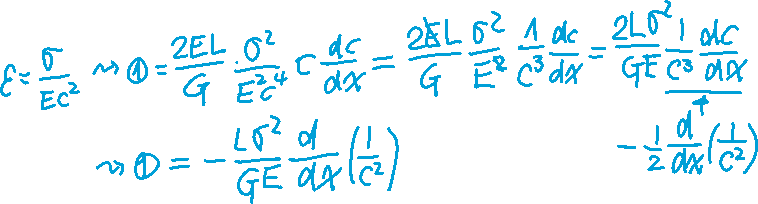 ε = σ/(Ec²) ⇝ ① = 2EL/G · σ²/(E²c⁴) c dc/dx = 2EL/G σ²/E² 1/c³ dc/dx = 2Lσ²/(GE) 1/c³ dc/dx
⇝ ① = − Lσ²/(GE) d/dx (1/c²)
− 1/2 d/dx (1/c²)